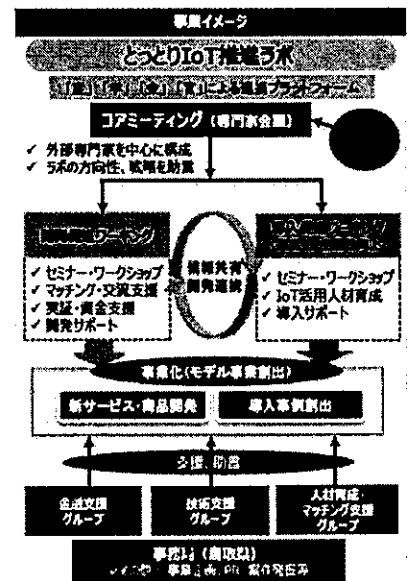 事業イメージ
とっとりIoT推進ラボ
「産」「学」「金」「官」による推進プラットフォーム
コアミーティング(専門家会議)
✓ 外部専門家を中心に構成
✓ ラボの方向性、戦略を助言
ワーキング
情報共有
開発連携
✓ セミナー・ワークショップ
✓ マッチング・交流支援
✓ 実証・資金支援
✓ 開発サポート
✓ セミナー・ワークショップ
✓ IoT活用人材育成
✓ 導入サポート
事業化(モデル事業創出)
新サービス・商品開発
導入事例創出
支援、助言
金融支援
グループ
技術支援
グループ
人材育成・
マッチング支援
グループ
事務局(鳥取県)